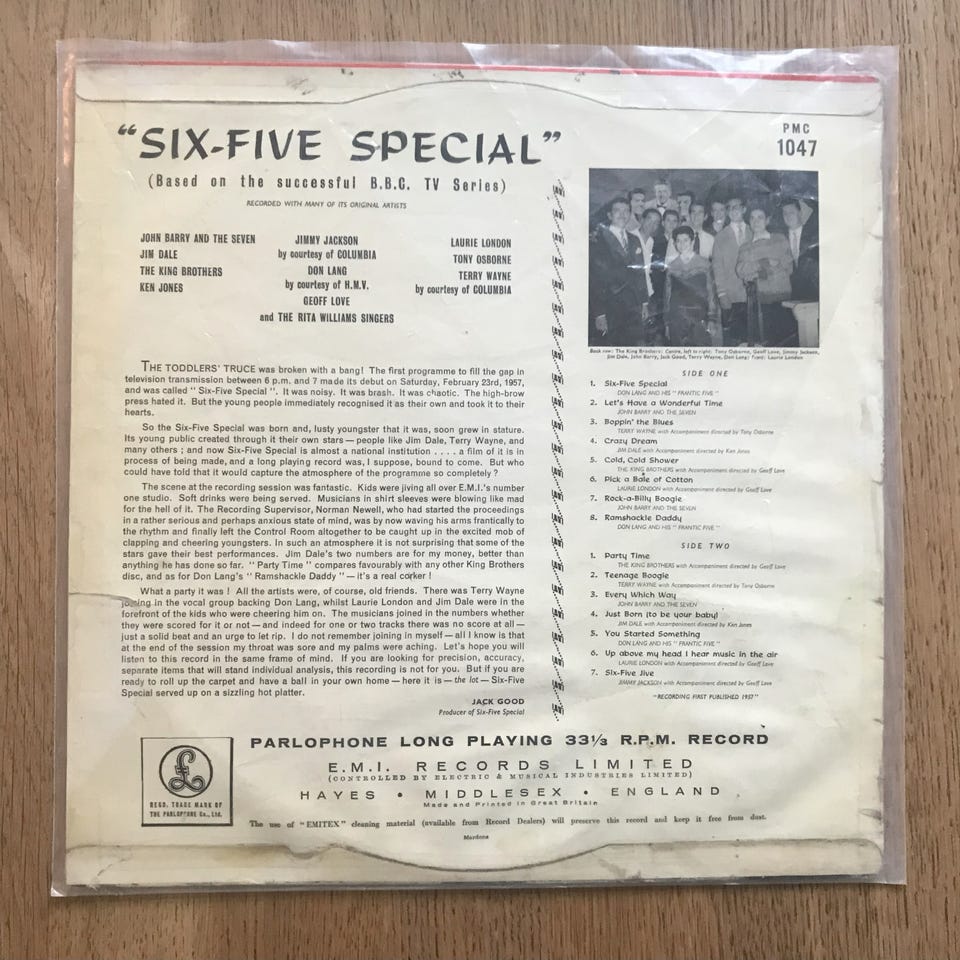 "SIX-FIVE SPECIAL"
(Based on the successful B.B.C. TV Series)
RECORDED WITH MANY OF ITS ORIGINAL ARTISTS
JOHN BARRY AND THE SEVEN
JIM DALE
THE KING BROTHERS
KEN JONES
JIMMY JACKSON
by courtesy of COLUMBIA
DON LANG
by courtesy of H.M.V.
GEOFF LOVE
and THE RITA WILLIAMS SINGERS
LAURIE LONDON
TONY OSBORNE
TERRY WAYNE
by courtesy of COLUMBIA
THE TODDLERS' TRUCE was broken with a bang! The first programme to fill the gap in
television transmission between 6 p.m. and 7 made its debut on Saturday, February 23rd, 1957,
and was called "Six-Five Special". It was noisy. It was brash. It was chaotic. The high-brow
press hated it. But the young people immediately recognised it as their own and took it to their
hearts.
So the Six-Five Special was born and, lusty youngster that it was, soon grew in stature.
Its young public created through it their own stars — people like Jim Dale, Terry Wayne, and
many others; and now Six-Five Special is almost a national institution . . . . a film of it is in
process of being made, and a long playing record was, I suppose, bound to come. But who
could have told that it would capture the atmosphere of the programme so completely?
The scene at the recording session was fantastic. Kids were jiving all over E.M.I.'s number
one studio. Soft drinks were being served. Musicians in shirt sleeves were blowing like mad
for the hell of it. The Recording Supervisor, Norman Newell, who had started the proceedings
in a rather serious and perhaps anxious state of mind, was by now waving his arms frantically to
the rhythm and finally left the Control Room altogether to be caught up in the excited mob of
clapping and cheering youngsters. In such an atmosphere it is not surprising that some of the
stars gave their best performances. Jim Dale's two numbers are for my money, better than
anything he has done so far. "Party Time" compares favourably with any other King Brothers
disc, and as for Don Lang's "Ramshackle Daddy" — it's a real corker!
What a party it was! All the artists were, of course, old friends. There was Terry Wayne
joining in the vocal group backing Don Lang, whilst Laurie London and Jim Dale were in the
forefront of the kids who were cheering him on. The musicians joined in the numbers whether
they were scored for it or not — and indeed for one or two tracks there was no score at all —
just a solid beat and an urge to let rip. I do not remember joining in myself — all I know is that
at the end of the session my throat was sore and my palms were aching. Let's hope you will
listen to this record in the same frame of mind. If you are looking for precision, accuracy,
separate items that will stand individual analysis, this recording is not for you. But if you are
ready to roll up the carpet and have a ball in your own home — here it is — the lot — Six-Five
Special served up on a sizzling hot platter.
JACK GOOD
Producer of Six-Five Special
PMC
1047
Back row: The King Brothers: Centre, left to right: Tony Osborne, Geoff Love, Jimmy Jackson,
Jim Dale, John Barry, Jack Good, Terry Wayne, Don Lang: Front: Laurie London
SIDE ONE
1. Six-Five Special
DON LANG AND HIS "FRANTIC FIVE"
2. Let's Have a Wonderful Time
JOHN BARRY AND THE SEVEN
3. Boppin' the Blues
TERRY WAYNE with Accompaniment directed by Tony Osborne
4. Crazy Dream
JIM DALE with accompaniment directed by Ken Jones
5. Cold, Cold Shower
THE KING BROTHERS with Accompaniment directed by Geoff Love
6. Pick a Bale of Cotton
LAURIE LONDON with Accompaniment directed by Geoff Love
7. Rock-a-Billy Boogie
JOHN BARRY AND THE SEVEN
8. Ramshackle Daddy
DON LANG AND HIS "FRANTIC FIVE"
SIDE TWO
1. Party Time
THE KING BROTHERS with Accompaniment directed by Geoff Love
2. Teenage Boogie
TERRY WAYNE with Accompaniment directed by Tony Osborne
3. Every Which Way
JOHN BARRY AND THE SEVEN
4. Just Born (to be your baby)
JIM DALE with accompaniment directed by Ken Jones
5. You Started Something
DON LANG AND HIS "FRANTIC FIVE"
6. Up above my head I hear music in the air
LAURIE LONDON with Accompaniment directed by Geoff Love
7. Six-Five Jive
JIMMY JACKSON with Accompaniment directed by Geoff Love
"RECORDING FIRST PUBLISHED 1957"
£
REGD. TRADE MARK OF
THE PARLOPHONE Co., Ltd.
PARLOPHONE LONG PLAYING 33⅓ R.P.M. RECORD
E.M.I. RECORDS LIMITED
(CONTROLLED BY ELECTRIC & MUSICAL INDUSTRIES LIMITED)
HAYES • MIDDLESEX • ENGLAND
Made and Printed in Great Britain
The use of "EMITEX" cleaning material (available from Record Dealers) will preserve this record and keep it free from dust.
Mardons